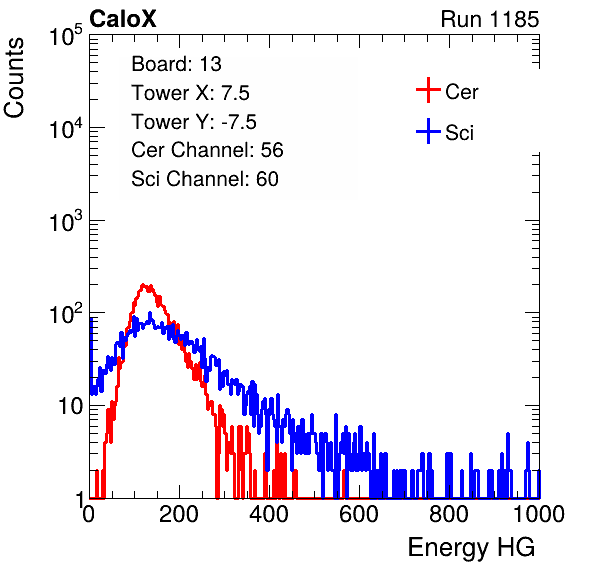 CaloX Run 1185
Counts
Board: 13
Tower X: 7.5
Tower Y: -7.5
Cer Channel: 56
Sci Channel: 60
Cer
Sci
10^5
10^4
10^3
10^2
10
1
0 200 400 600 800 1000
Energy HG